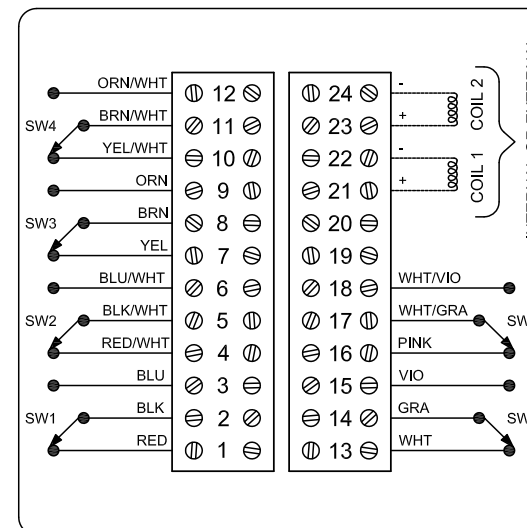 ORN/WHT 12 24 - COIL 2
SW4 BRN/WHT 11 23 +
YEL/WHT 10 22 - COIL 1
ORN 9 21 +
SW3 BRN 8 20
YEL 7 19
BLU/WHT 6 18 WHT/VIO
SW2 BLK/WHT 5 17 WHT/GRA SW
RED/WHT 4 16 PINK
BLU 3 15 VIO
SW1 BLK 2 14 GRA SW
RED 1 13 WHT